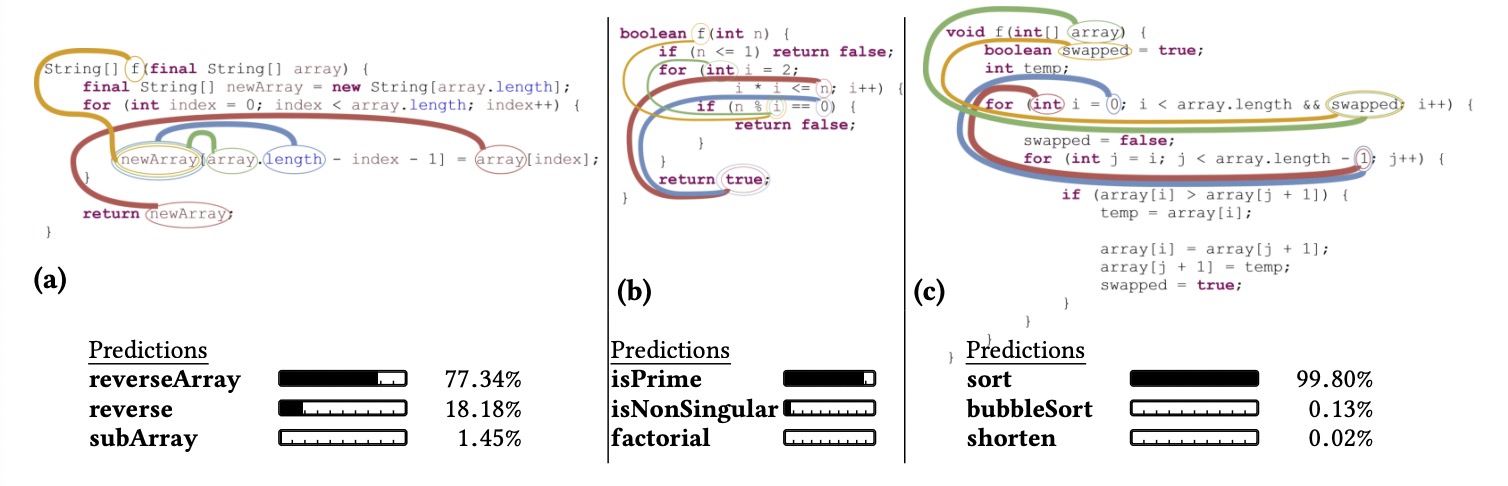 String[] f(final String[] array) {
final String[] newArray = new String[array.length];
for (int index = 0; index < array.length; index++) {
newArray[array.length - index - 1] = array[index];
}
return newArray;
}
(a)
Predictions
reverseArray 77.34%
reverse 18.18%
subArray 1.45%
boolean f(int n) {
if (n <= 1) return false;
for (int i = 2;
i * i <= n; i++) {
if (n % i == 0) {
return false;
}
}
return true;
}
(b)
Predictions
isPrime
isNonSingular
factorial
void f(int[] array) {
boolean swapped = true;
int temp;
for (int i = 0; i < array.length && swapped; i++) {
swapped = false;
for (int j = i; j < array.length - 1; j++) {
if (array[i] > array[j + 1]) {
temp = array[i];
array[i] = array[j + 1];
array[j + 1] = temp;
swapped = true;
}
}
}
}
(c)
Predictions
sort 99.80%
bubbleSort 0.13%
shorten 0.02%